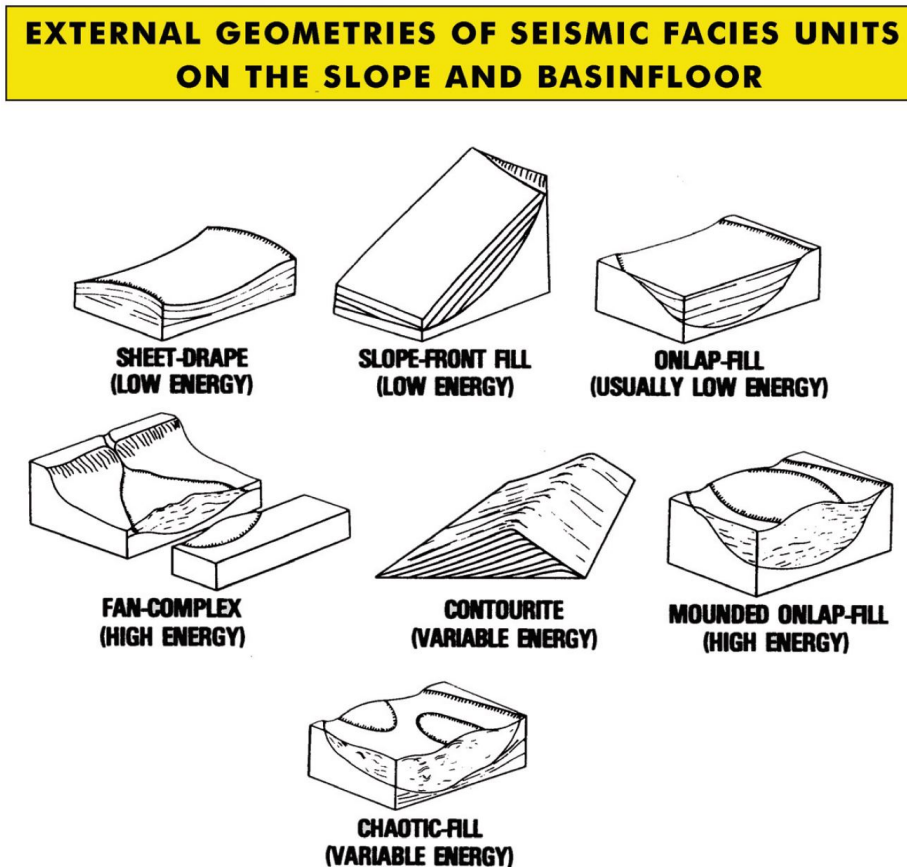 EXTERNAL GEOMETRIES OF SEISMIC FACIES UNITS
ON THE SLOPE AND BASINFLOOR
SHEET-DRAPE
(LOW ENERGY)
SLOPE-FRONT FILL
(LOW ENERGY)
ONLAP-FILL
(USUALLY LOW ENERGY)
FAN-COMPLEX
(HIGH ENERGY)
CONTOURITE
(VARIABLE ENERGY)
MOUNDED ONLAP-FILL
(HIGH ENERGY)
CHAOTIC-FILL
(VARIABLE ENERGY)